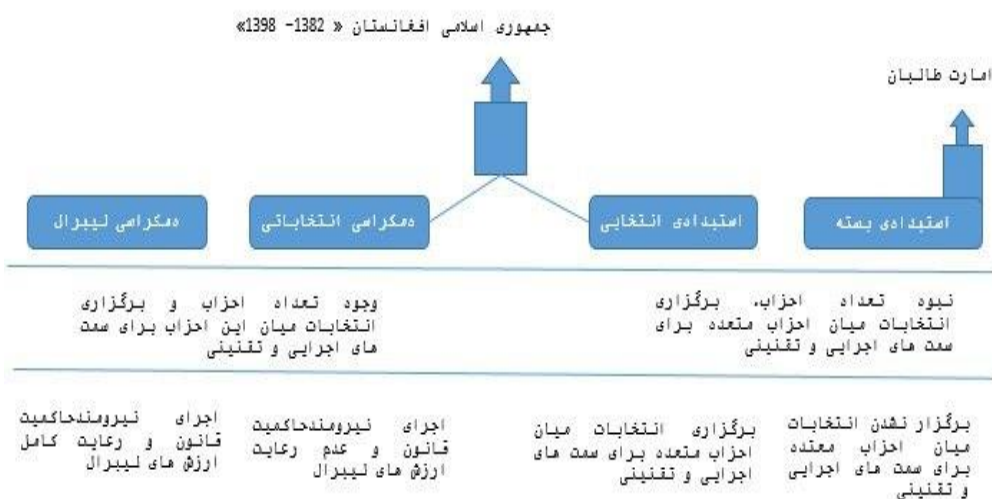 جمهوری اسلامی افغانستان « 1382- 1398»
امارت طالبان
استبدادی بسته
استبدادی انتخابی
دمکراسی انتخاباتی
دمکراسی لیبرال
نبود تعداد احزاب، برگزاری
انتخابات میان احزاب متعدد برای
سمت های اجرایی و تقنینی
وجود تعداد احزاب و برگزاری
انتخابات میان این احزاب برای سمت
های اجرایی و تقنینی
برگزار نشدن انتخابات
میان احزاب معتدد
برای سمت های اجرایی
و تقنینی
برگزاری انتخابات میان
احزاب متعدد برای سمت های
اجرایی و تقنینی
اجرای نیرومندحاکمیت
قانون و عدم رعایت
ارزش های لیبرال
اجرای نیرومندحاکمیت
قانون و رعایت کامل
ارزش های لیبرال